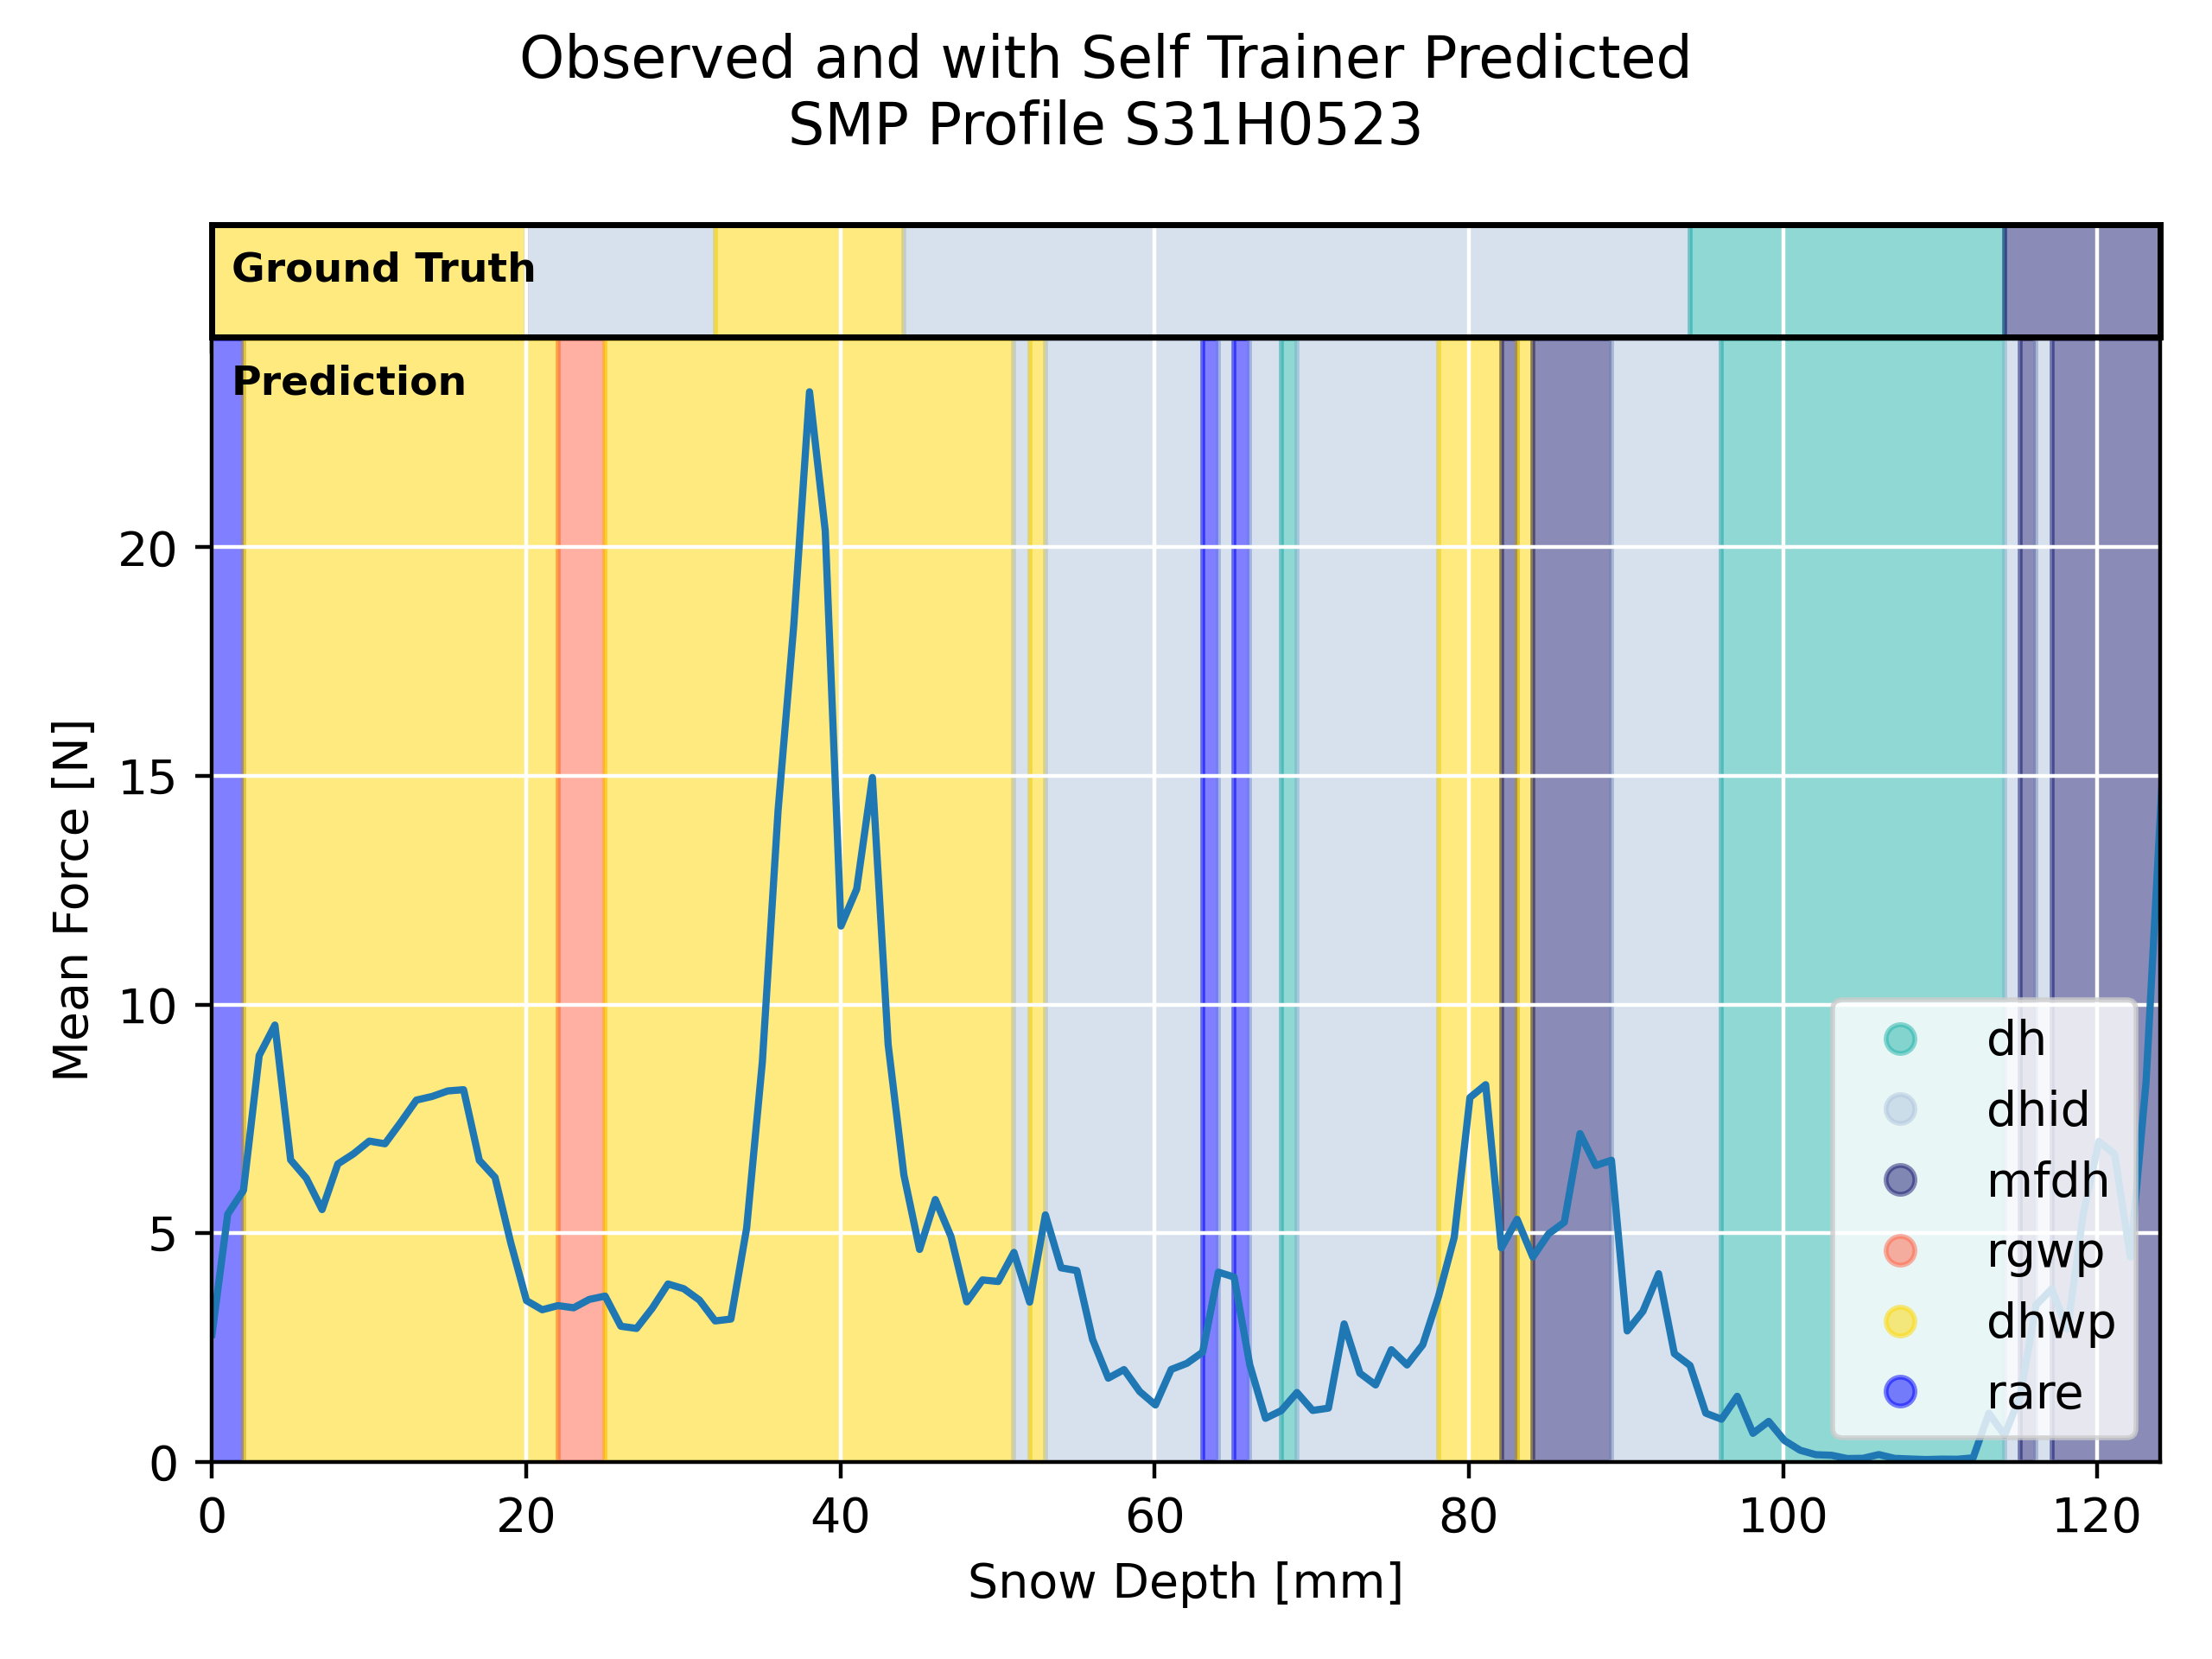 Observed and with Self Trainer Predicted
SMP Profile S31H0523
Ground Truth
Prediction
20
15
10
5
0
Mean Force [N]
dh
dhid
mfdh
rgwp
dhwp
rare
0 20 40 60 80 100 120
Snow Depth [mm]